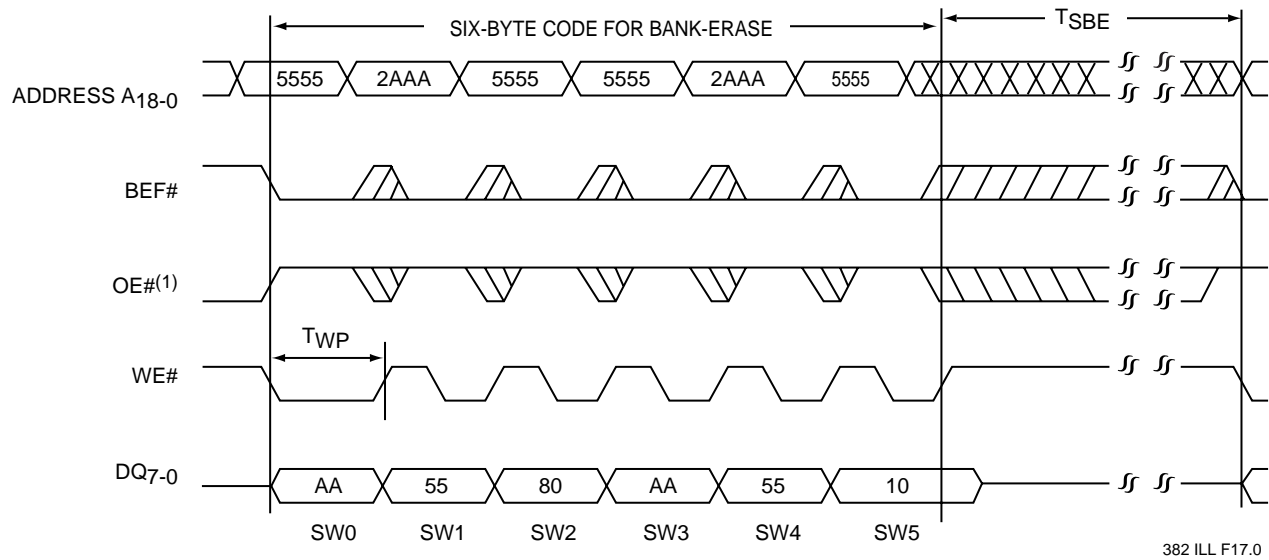 SIX-BYTE CODE FOR BANK-ERASE
TSBE
ADDRESS A18-0
5555 2AAA 5555 5555 2AAA 5555
BEF#
OE#(1)
TWP
WE#
DQ7-0
AA 55 80 AA 55 10
SW0 SW1 SW2 SW3 SW4 SW5
382 ILL F17.0